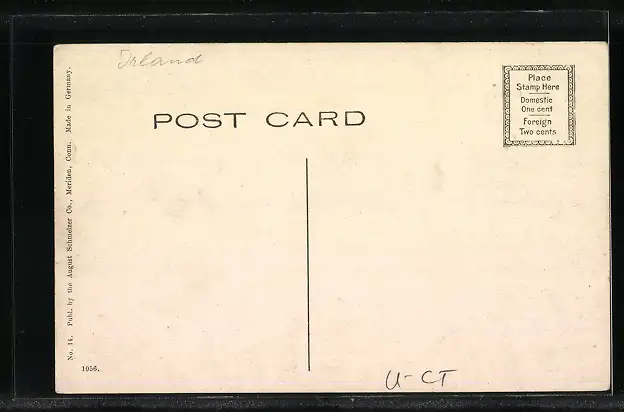 Irland
POST CARD
Place
Stamp Here
Domestic
One cent
Foreign
Two cents
No. 14. Publ. by the August Schmelzer Co., Meriden, Conn. Made in Germany.
1056.
U-CT